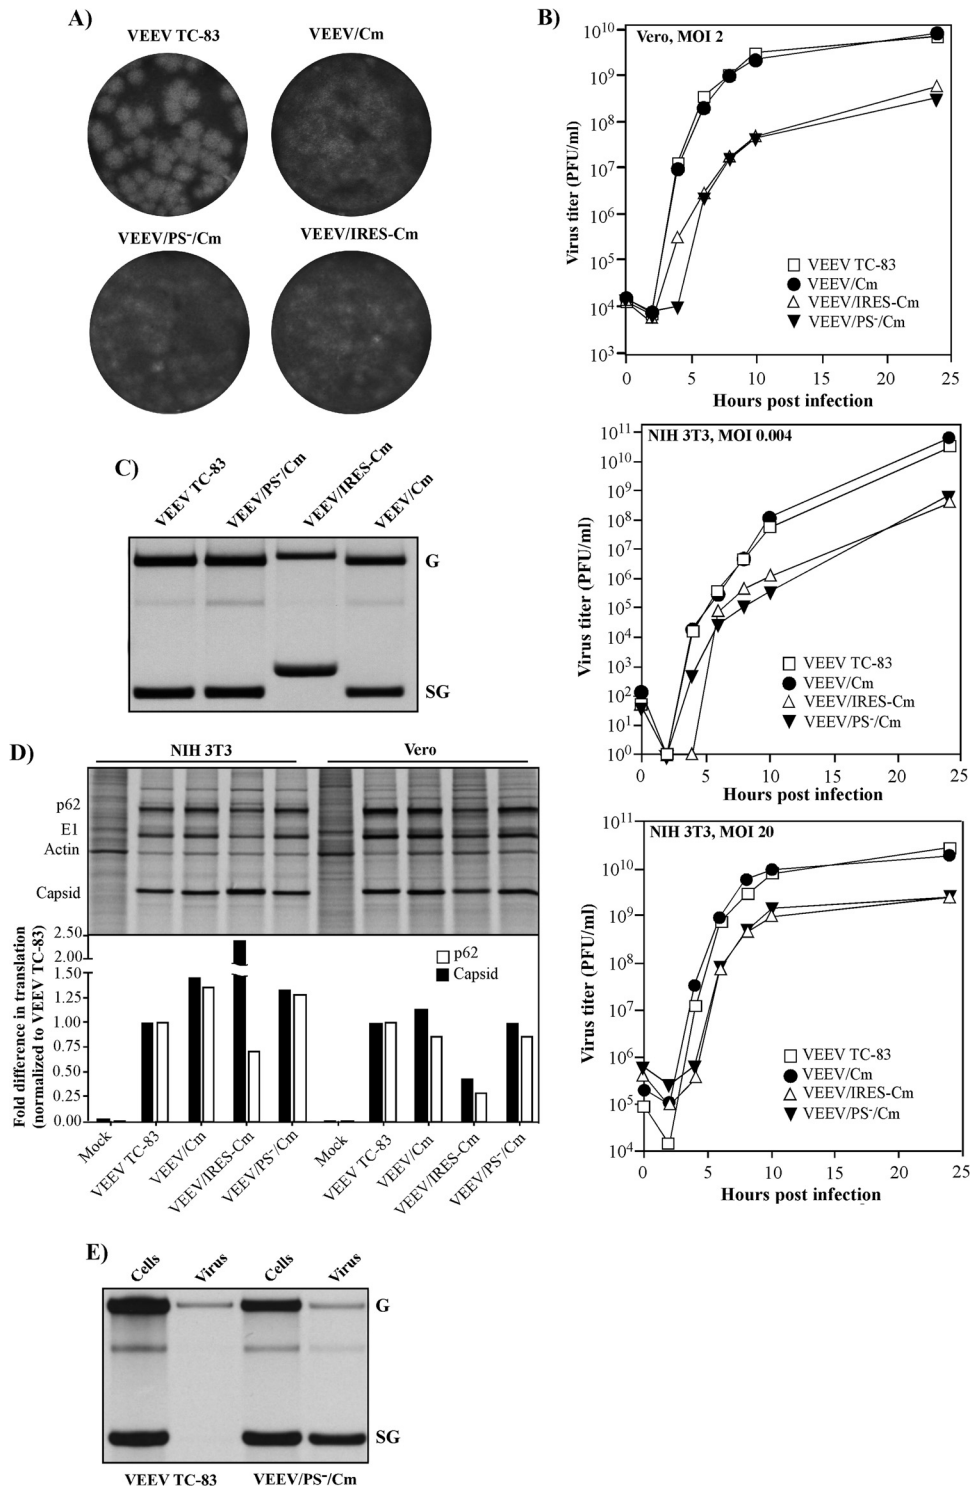 A)
VEEV TC-83
VEEV/Cm
VEEV/PS⁻/Cm
VEEV/IRES-Cm
B)
Vero, MOI 2
Virus titer (PFU/ml)
10¹⁰
10⁹
10⁸
10⁷
10⁶
10⁵
10⁴
10³
VEEV TC-83
VEEV/Cm
VEEV/IRES-Cm
VEEV/PS⁻/Cm
0 5 10 15 20 25
Hours post infection
NIH 3T3, MOI 0.004
Virus titer (PFU/ml)
10¹¹
10¹⁰
10⁹
10⁸
10⁷
10⁶
10⁵
10⁴
10³
10²
10¹
10⁰
VEEV TC-83
VEEV/Cm
VEEV/IRES-Cm
VEEV/PS⁻/Cm
0 5 10 15 20 25
Hours post infection
NIH 3T3, MOI 20
Virus titer (PFU/ml)
10¹¹
10¹⁰
10⁹
10⁸
10⁷
10⁶
10⁵
10⁴
VEEV TC-83
VEEV/Cm
VEEV/IRES-Cm
VEEV/PS⁻/Cm
0 5 10 15 20 25
Hours post infection
C)
VEEV TC-83
VEEV/PS⁻/Cm
VEEV/IRES-Cm
VEEV/Cm
G
SG
D)
NIH 3T3 Vero
p62
E1
Actin
Capsid
Fold difference in translation
(normalized to VEEV TC-83)
2.50
2.00
1.50
1.25
1.00
0.75
0.50
0.25
0.00
p62
Capsid
Mock
VEEV TC-83
VEEV/Cm
VEEV/IRES-Cm
VEEV/PS⁻/Cm
Mock
VEEV TC-83
VEEV/Cm
VEEV/IRES-Cm
VEEV/PS⁻/Cm
E)
Cells Virus Cells Virus
G
SG
VEEV TC-83 VEEV/PS⁻/Cm